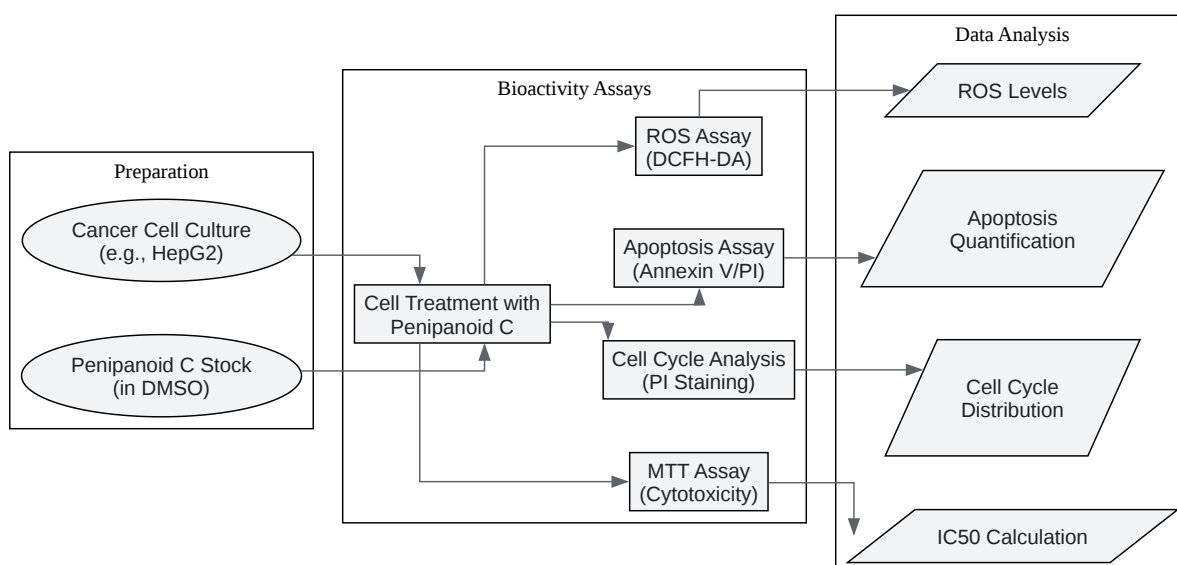 Preparation
Cancer Cell Culture
(e.g., HepG2)
Penipanoid C Stock
(in DMSO)
Bioactivity Assays
Cell Treatment with
Penipanoid C
ROS Assay
(DCFH-DA)
Apoptosis Assay
(Annexin V/PI)
Cell Cycle Analysis
(PI Staining)
MTT Assay
(Cytotoxicity)
Data Analysis
ROS Levels
Apoptosis
Quantification
Cell Cycle
Distribution
IC50 Calculation